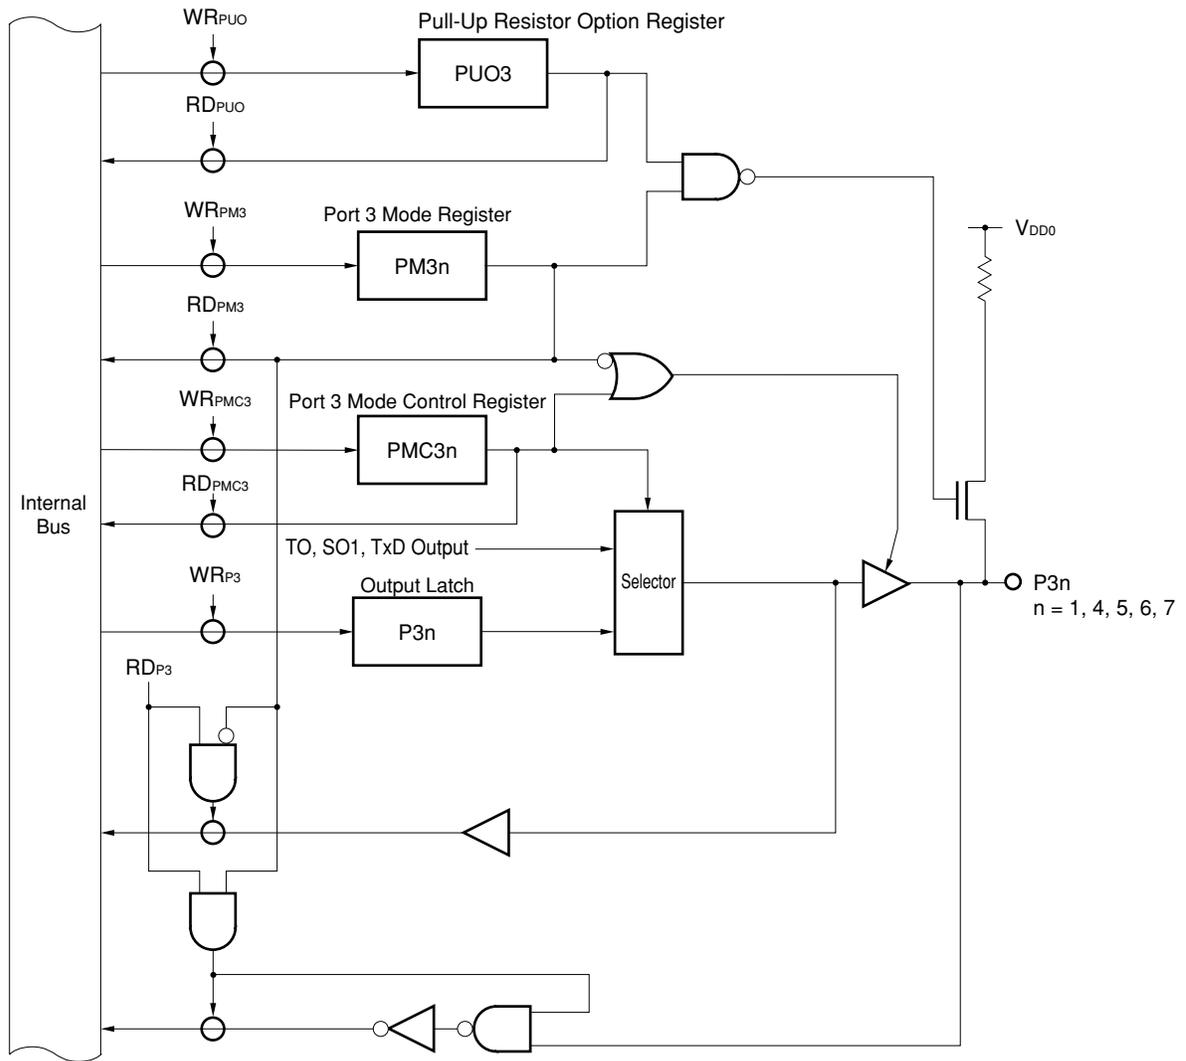 WRPUO
Pull-Up Resistor Option Register
PUO3
RDPUO
WRPM3
Port 3 Mode Register
PM3n
VDD0
RDPM3
WRPMC3
Port 3 Mode Control Register
PMC3n
RDPMC3
Internal
Bus
TO, SO1, TxD Output
WRP3
Output Latch
Selector
P3n
P3n
n = 1, 4, 5, 6, 7
RDP3